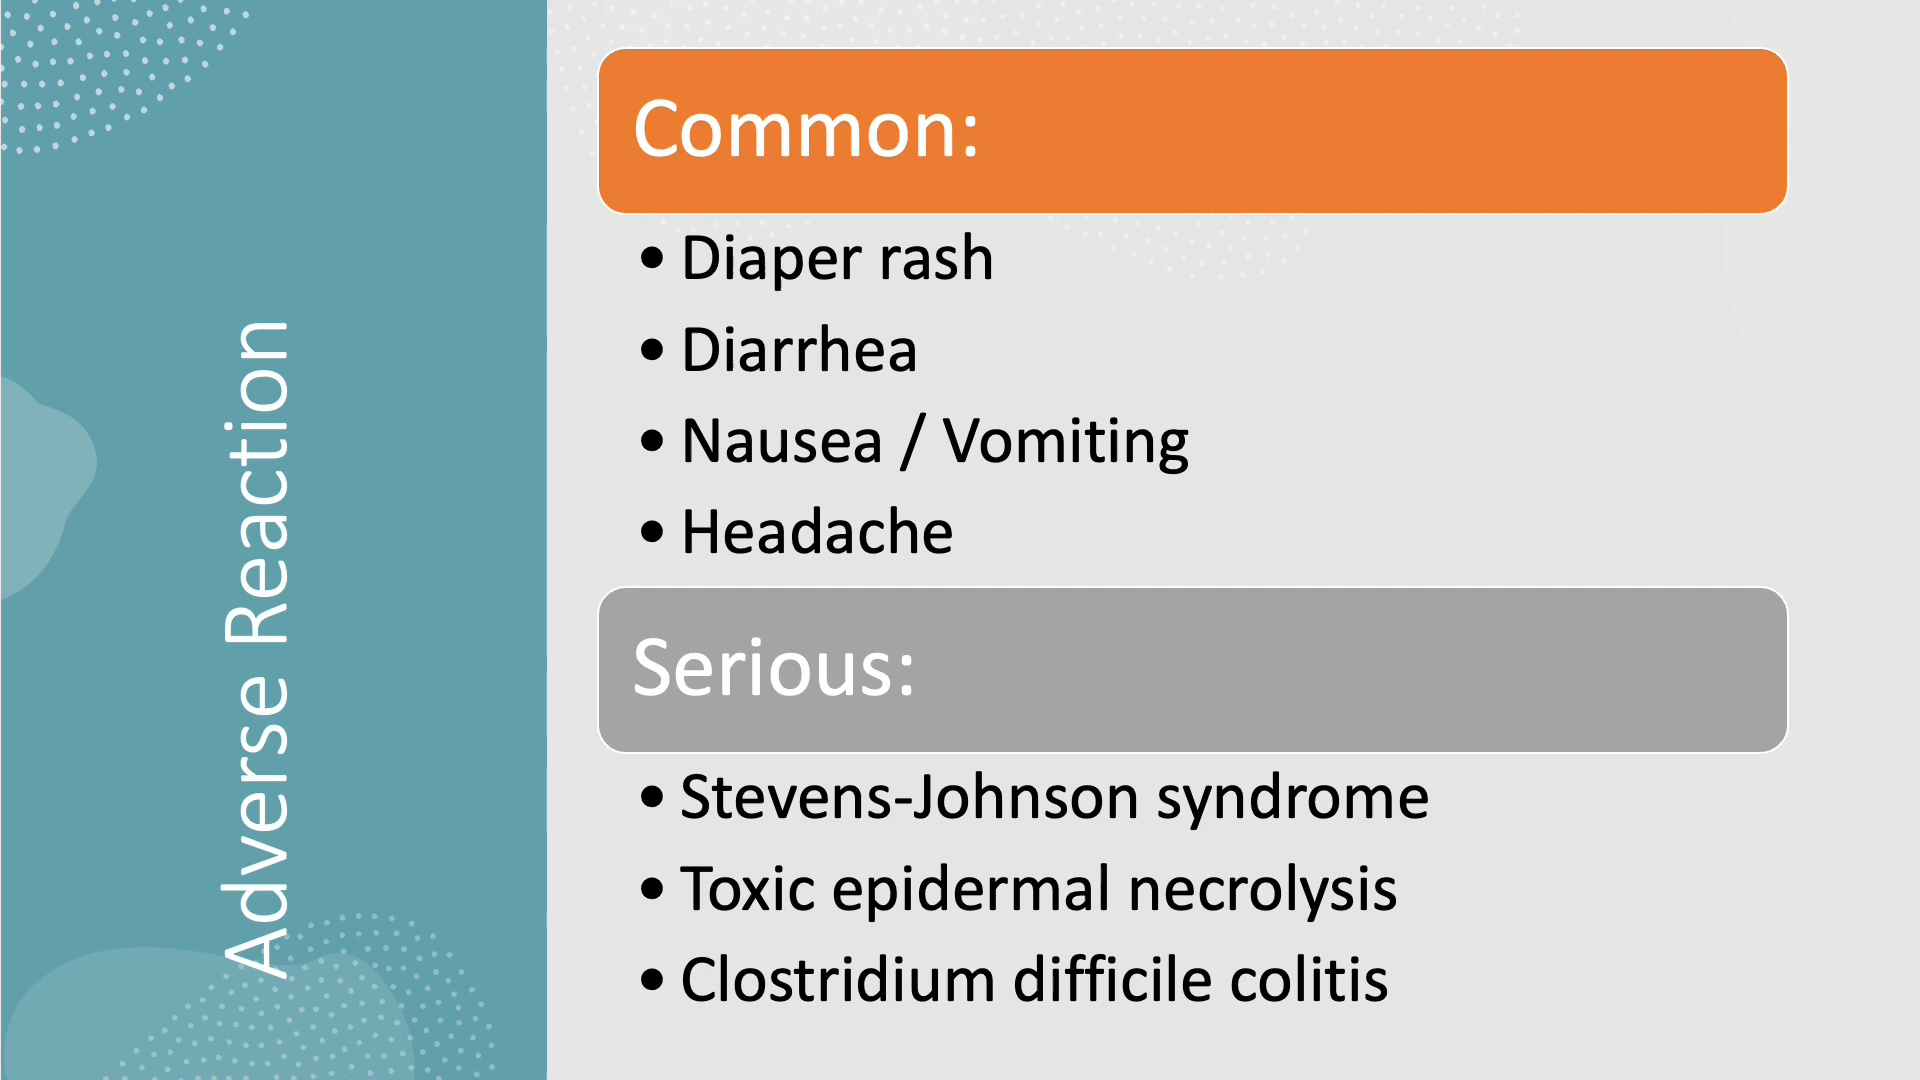 Adverse Reaction
Common:
• Diaper rash
• Diarrhea
• Nausea / Vomiting
• Headache
Serious:
• Stevens-Johnson syndrome
• Toxic epidermal necrolysis
• Clostridium difficile colitis